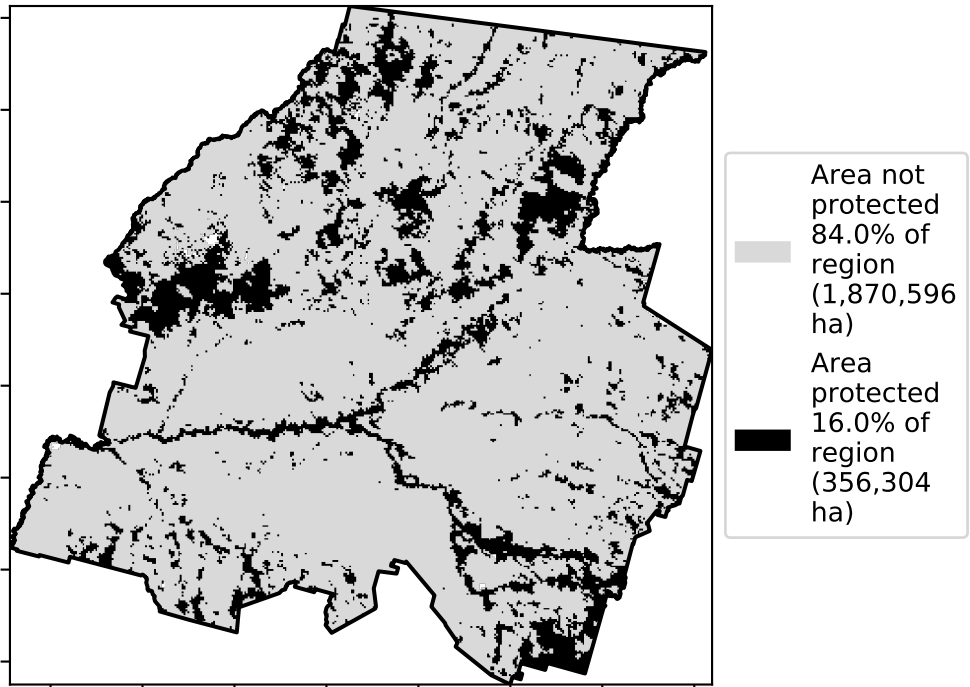 Area not
protected
84.0% of
region
(1,870,596
ha)
Area
protected
16.0% of
region
(356,304
ha)